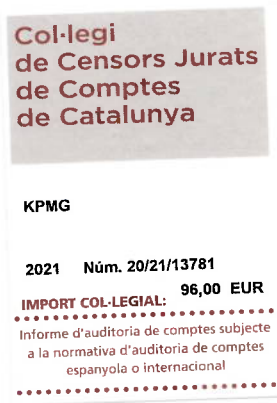 Col·legi
de Censors Jurats
de Comptes
de Catalunya
KPMG
2021 Núm. 20/21/13781
96,00 EUR
IMPORT COL·LEGIAL:
Informe d'auditoria de comptes subjecte
a la normativa d'auditoria de comptes
espanyola o internacional